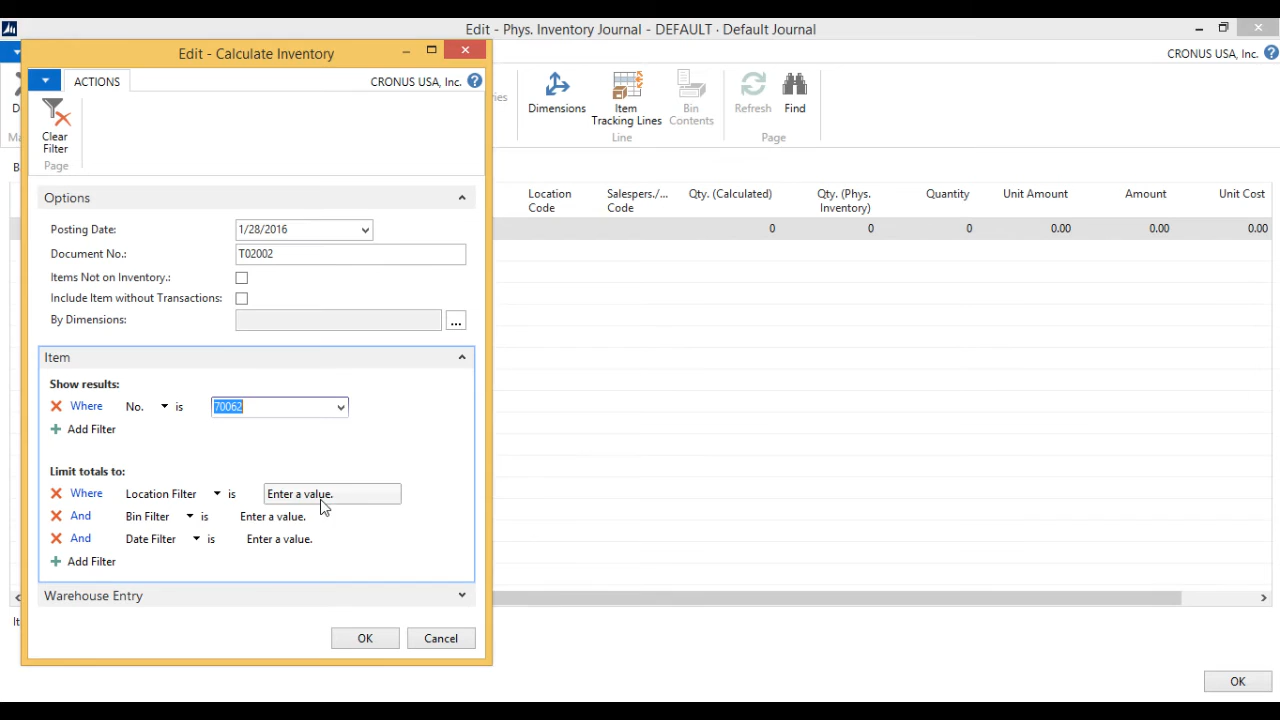 Edit - Phys. Inventory Journal - DEFAULT · Default Journal
Edit - Calculate Inventory
CRONUS USA, Inc.
ACTIONS
CRONUS USA, Inc.
Clear
Filter
Page
Dimensions
Item
Tracking Lines
Bin
Contents
Line
Refresh
Find
Page
Location
Code
Salespers./...
Code
Qty. (Calculated)
Qty. (Phys.
Inventory)
Quantity
Unit Amount
Amount
Unit Cost
0
0
0
0.00
0.00
0.00
Options
Posting Date:
1/28/2016
Document No.:
T02002
Items Not on Inventory.:
Include Item without Transactions:
By Dimensions:
...
Item
Show results:
Where No. is 70062
Add Filter
Limit totals to:
Where Location Filter is Enter a value.
And Bin Filter is Enter a value.
And Date Filter is Enter a value.
Add Filter
Warehouse Entry
OK
Cancel
OK